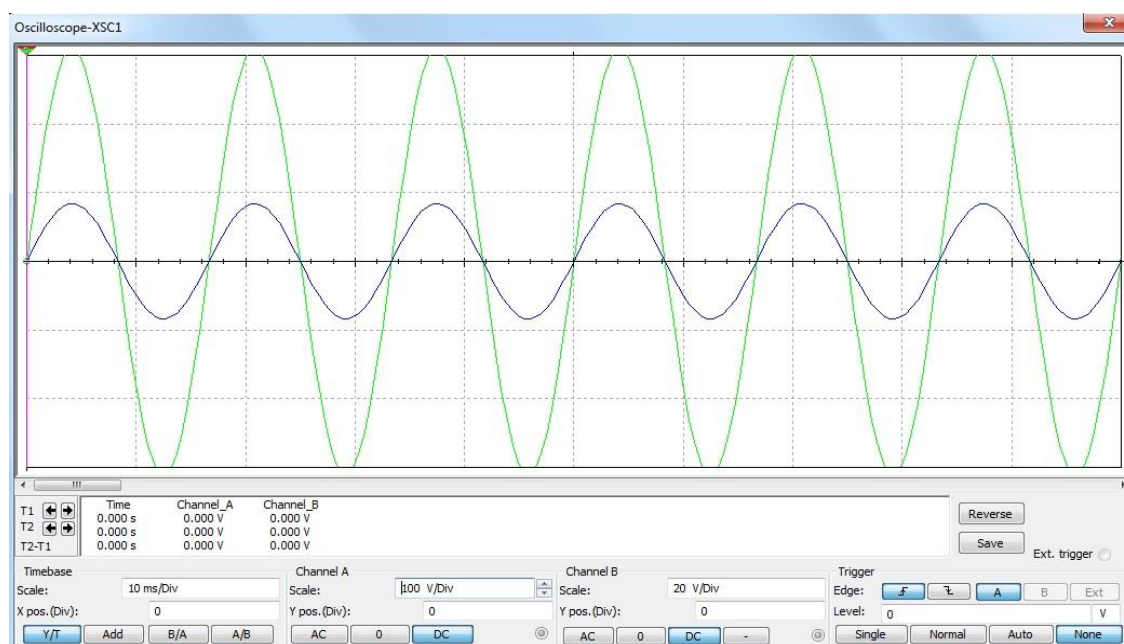 Oscilloscope-XSC1
x
T1
T2
T2-T1
Time Channel_A Channel_B
0.000 s 0.000 V 0.000 V
0.000 s 0.000 V 0.000 V
0.000 s 0.000 V 0.000 V
Reverse
Save
Ext. trigger
Timebase
Scale: 10 ms/Div
X pos.(Div): 0
Y/T Add B/A A/B
Channel A
Scale: 100 V/Div
Y pos.(Div): 0
AC 0 DC
Channel B
Scale: 20 V/Div
Y pos.(Div): 0
AC 0 DC -
Trigger
Edge: A B Ext
Level: 0 V
Single Normal Auto None